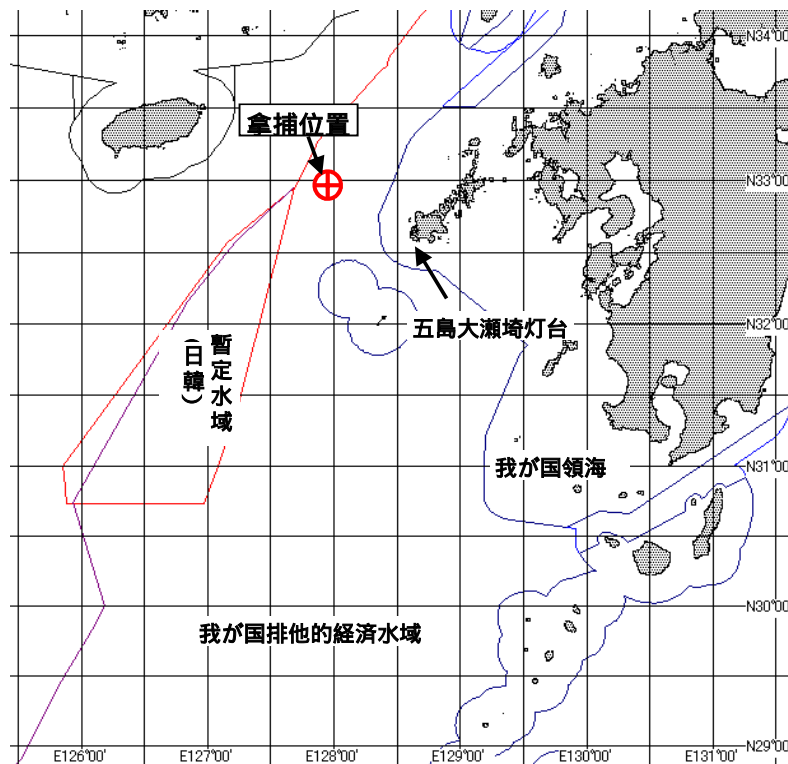 N34°00'
拿捕位置
N33°00'
五島大瀬埼灯台
N32°00'
暫定水域
(日韓)
我が国領海
N31°00'
N30°00'
我が国排他的経済水域
N29°00'
E126°00'
E127°00'
E128°00'
E129°00'
E130°00'
E131°00'